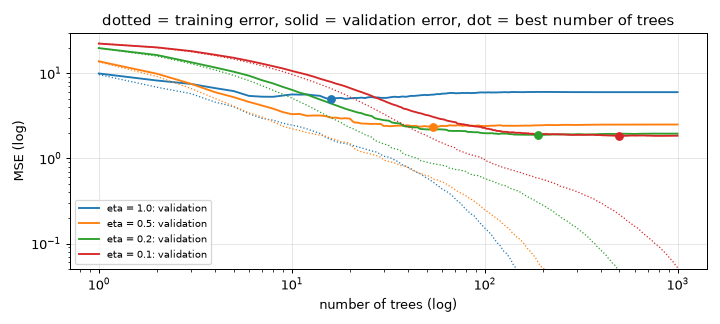 dotted = training error, solid = validation error, dot = best number of trees
MSE (log)
10¹
10⁰
10⁻¹
eta = 1.0: validation
eta = 0.5: validation
eta = 0.2: validation
eta = 0.1: validation
10⁰ 10¹ 10² 10³
number of trees (log)